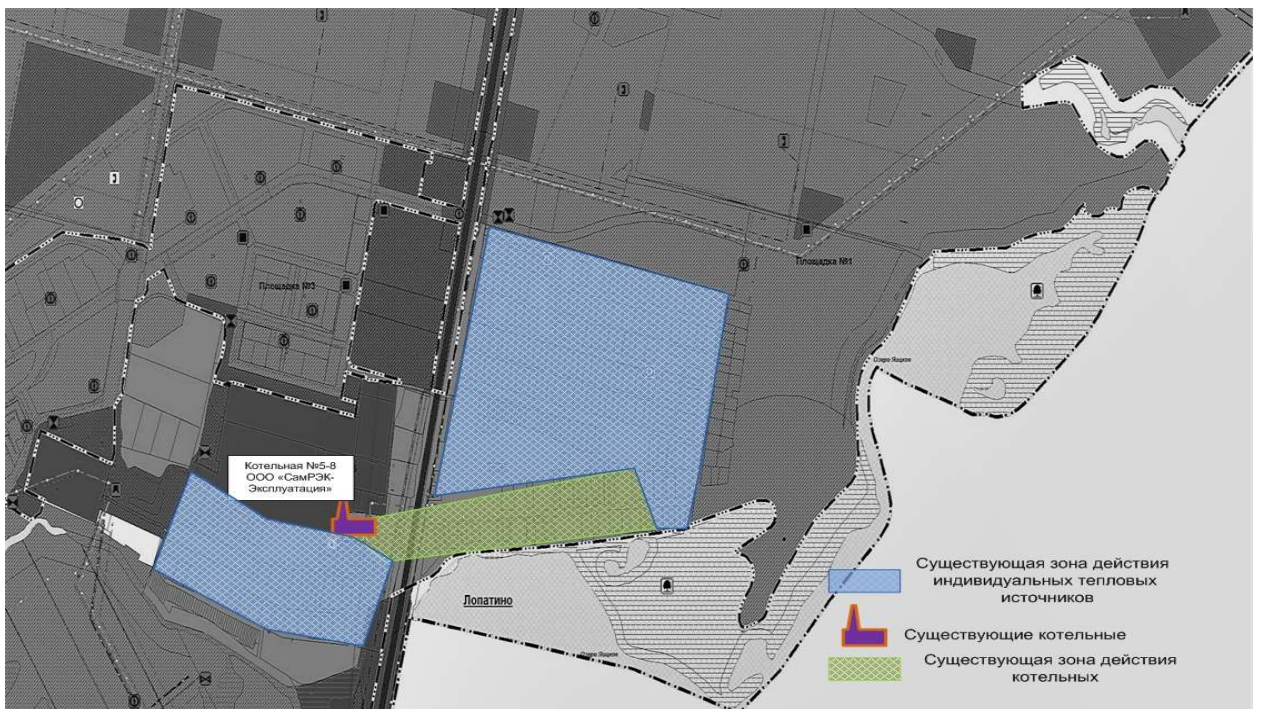 Площадка №1
Площадка №3
Озеро Яицкое
Котельная №5-8
ООО «СамРЭК-
Эксплуатация»
Лопатино
Существующая зона действия
индивидуальных тепловых
источников
Существующие котельные
Существующая зона действия
котельных